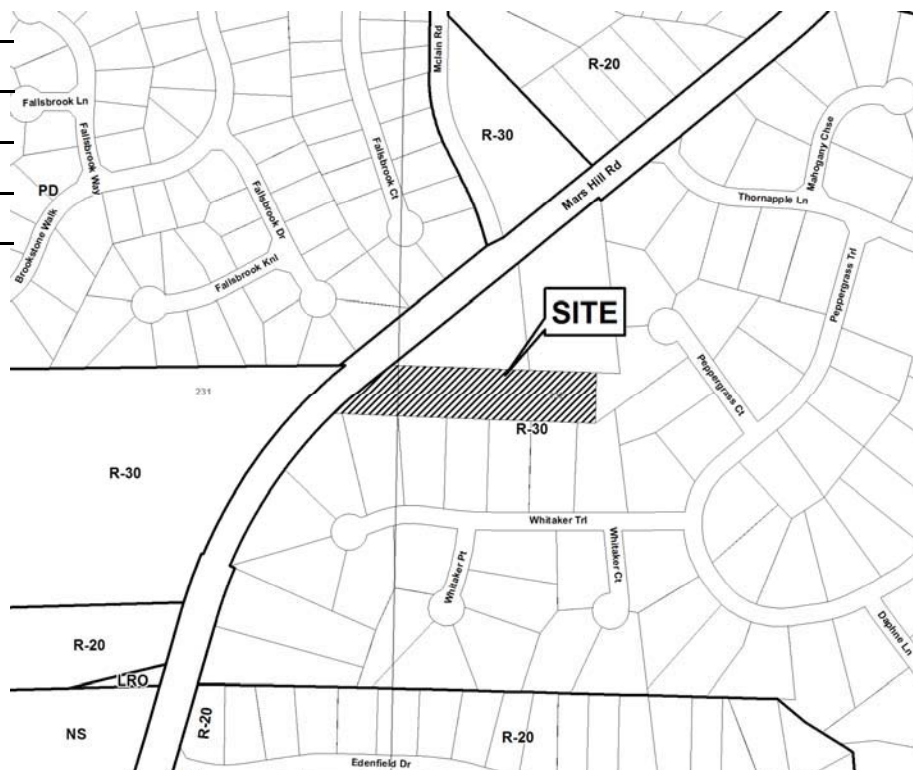 Mclain Rd
R-20
Fallsbrook Ln
Fallsbrook Way
Fallsbrook Ct
R-30
Mars Hill Rd
Mahogany Chse
PD
Fallsbrook Dr
Thornapple Ln
Brookstone Walk
Fallsbrook Knl
Peppergrass Trl
SITE
Peppergrass Ct
231
R-30
R-30
Whitaker Trl
Whitaker Pt
Whitaker Ct
Daphne Ln
R-20
LRO
NS
R-20
R-20
Edenfield Dr